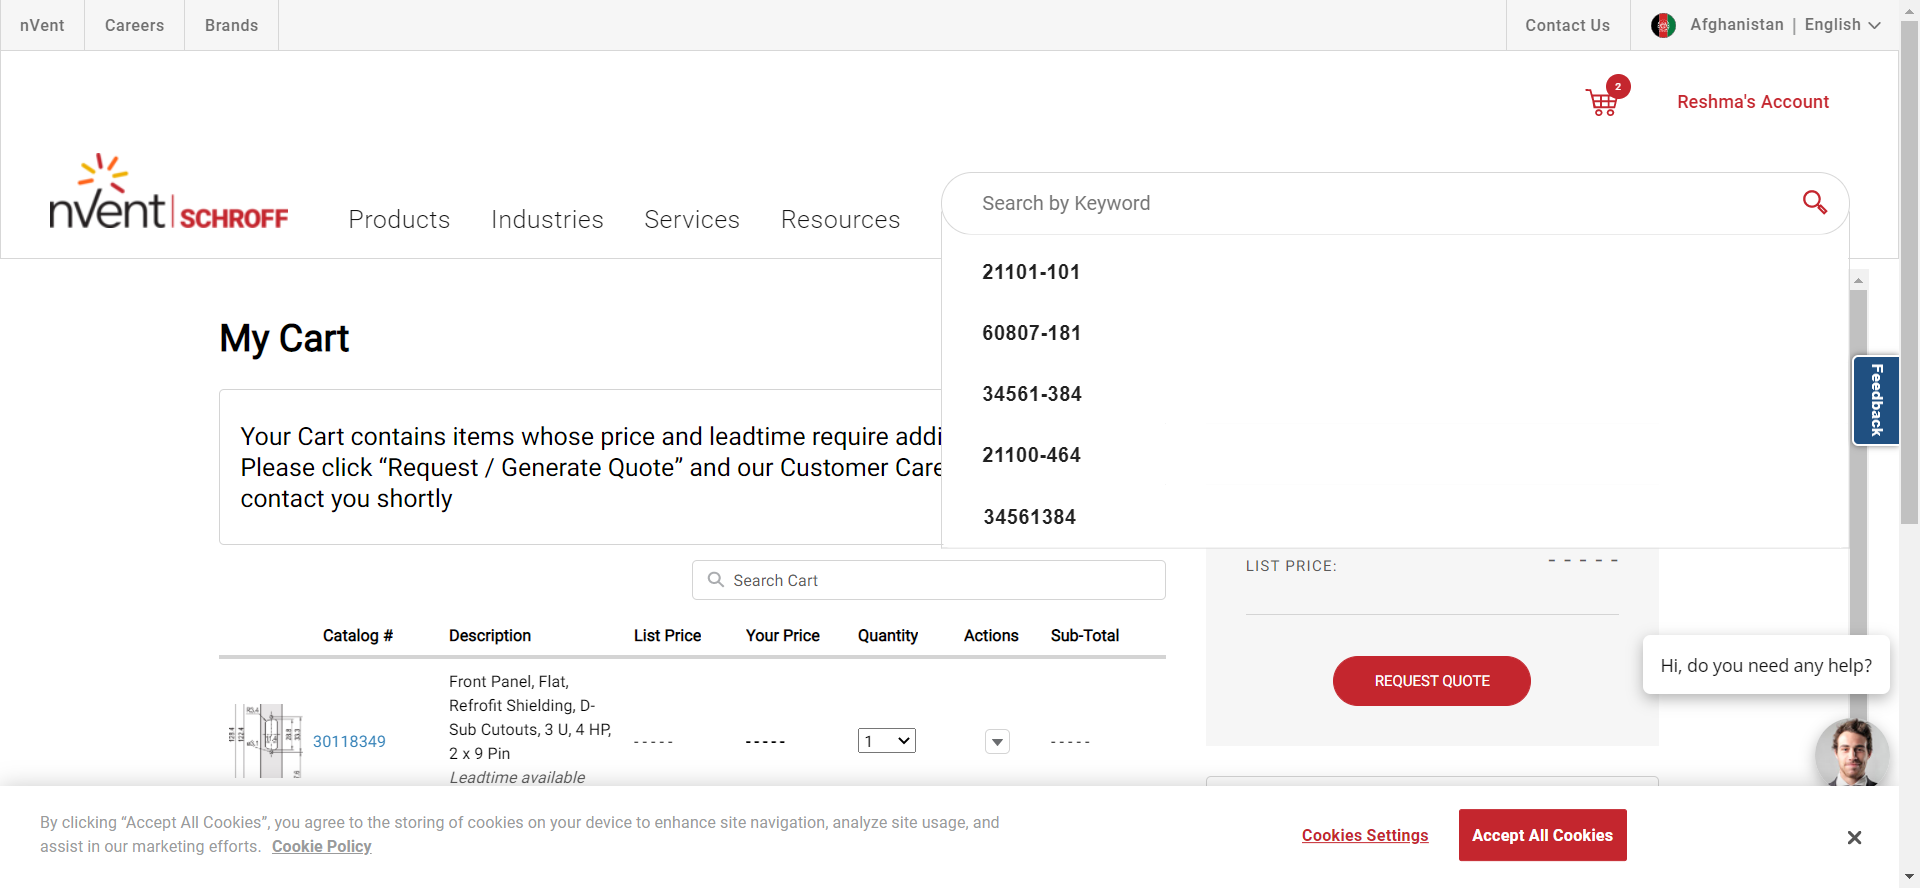 nVent
Careers
Brands
Contact Us
Afghanistan | English
2
Reshma's Account
nVent SCHROFF
Products
Industries
Services
Resources
Search by Keyword
21101-101
60807-181
34561-384
21100-464
34561384
My Cart
Your Cart contains items whose price and leadtime require addi
Please click “Request / Generate Quote” and our Customer Care
contact you shortly
Feedback
LIST PRICE:
- - - - -
Search Cart
Catalog # Description List Price Your Price Quantity Actions Sub-Total
30118349
Front Panel, Flat,
Refrofit Shielding, D-
Sub Cutouts, 3 U, 4 HP,
2 x 9 Pin
Leadtime available
- - - - -
- - - - -
1
- - - - -
REQUEST QUOTE
Hi, do you need any help?
By clicking “Accept All Cookies”, you agree to the storing of cookies on your device to enhance site navigation, analyze site usage, and
assist in our marketing efforts. Cookie Policy
Cookies Settings
Accept All Cookies